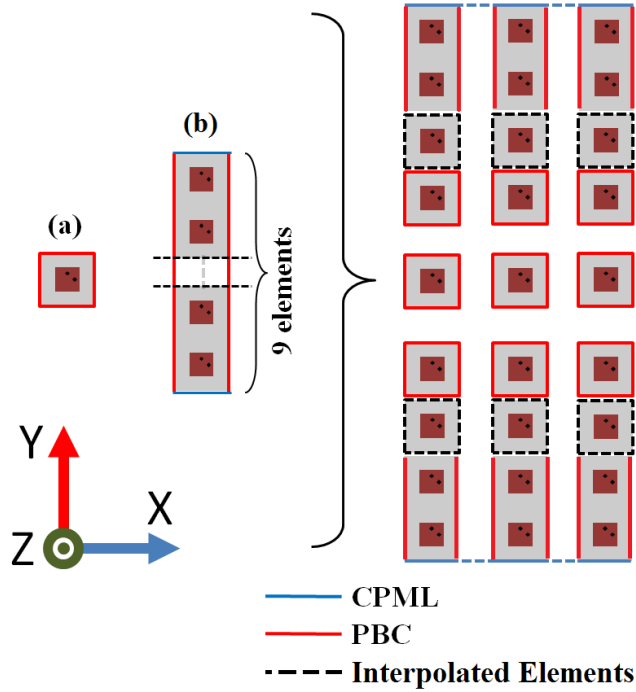 (a)
(b)
9 elements
Y
X
Z
CPML
PBC
Interpolated Elements